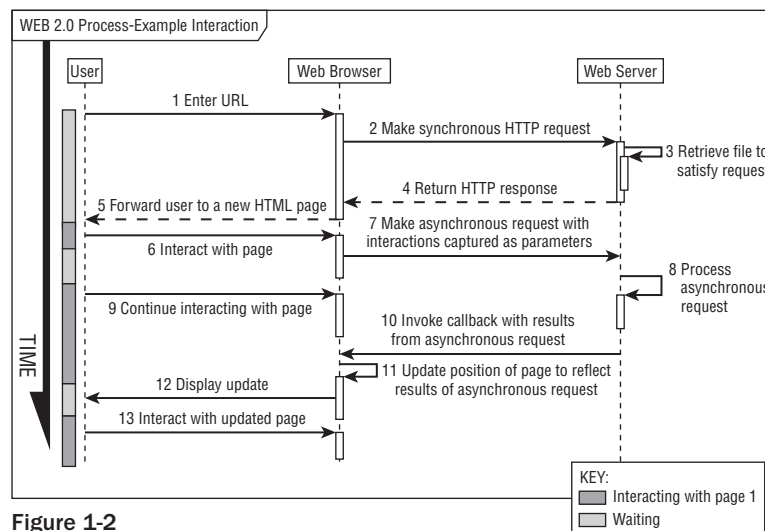 WEB 2.0 Process-Example Interaction
User
Web Browser
Web Server
1 Enter URL
2 Make synchronous HTTP request
3 Retrieve file to
satisfy request
4 Return HTTP response
5 Forward user to a new HTML page
6 Interact with page
7 Make asynchronous request with
interactions captured as parameters
8 Process
asynchronous
request
9 Continue interacting with page
10 Invoke callback with results
from asynchronous request
11 Update position of page to reflect
results of asynchronous request
12 Display update
13 Interact with updated page
TIME
KEY:
Interacting with page 1
Waiting
Figure 1-2